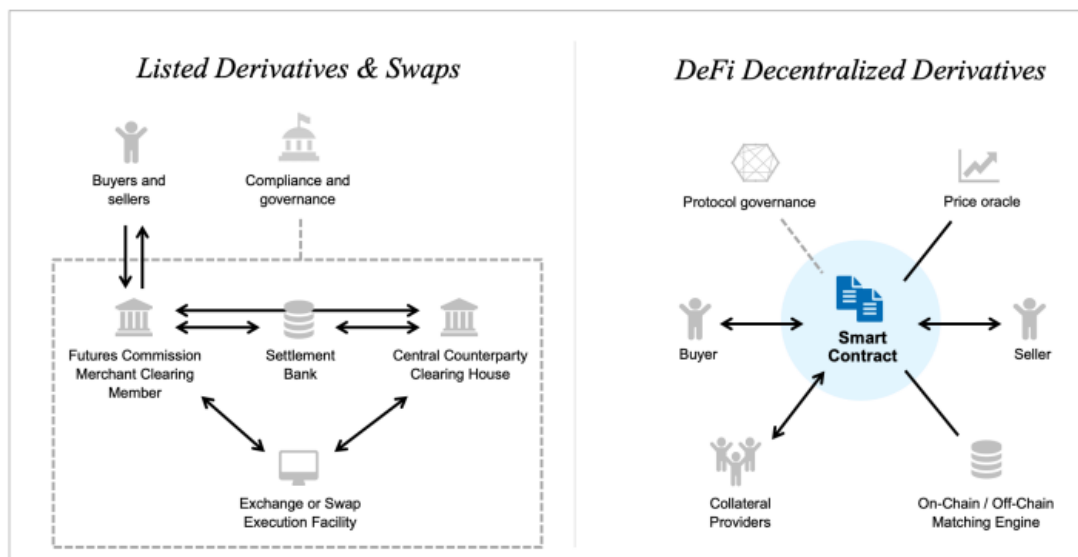 Listed Derivatives & Swaps
Buyers and
sellers
Compliance and
governance
Futures Commission
Merchant Clearing
Member
Settlement
Bank
Central Counterparty
Clearing House
Exchange or Swap
Execution Facility
DeFi Decentralized Derivatives
Protocol governance
Price oracle
Buyer
Smart
Contract
Seller
Collateral
Providers
On-Chain / Off-Chain
Matching Engine